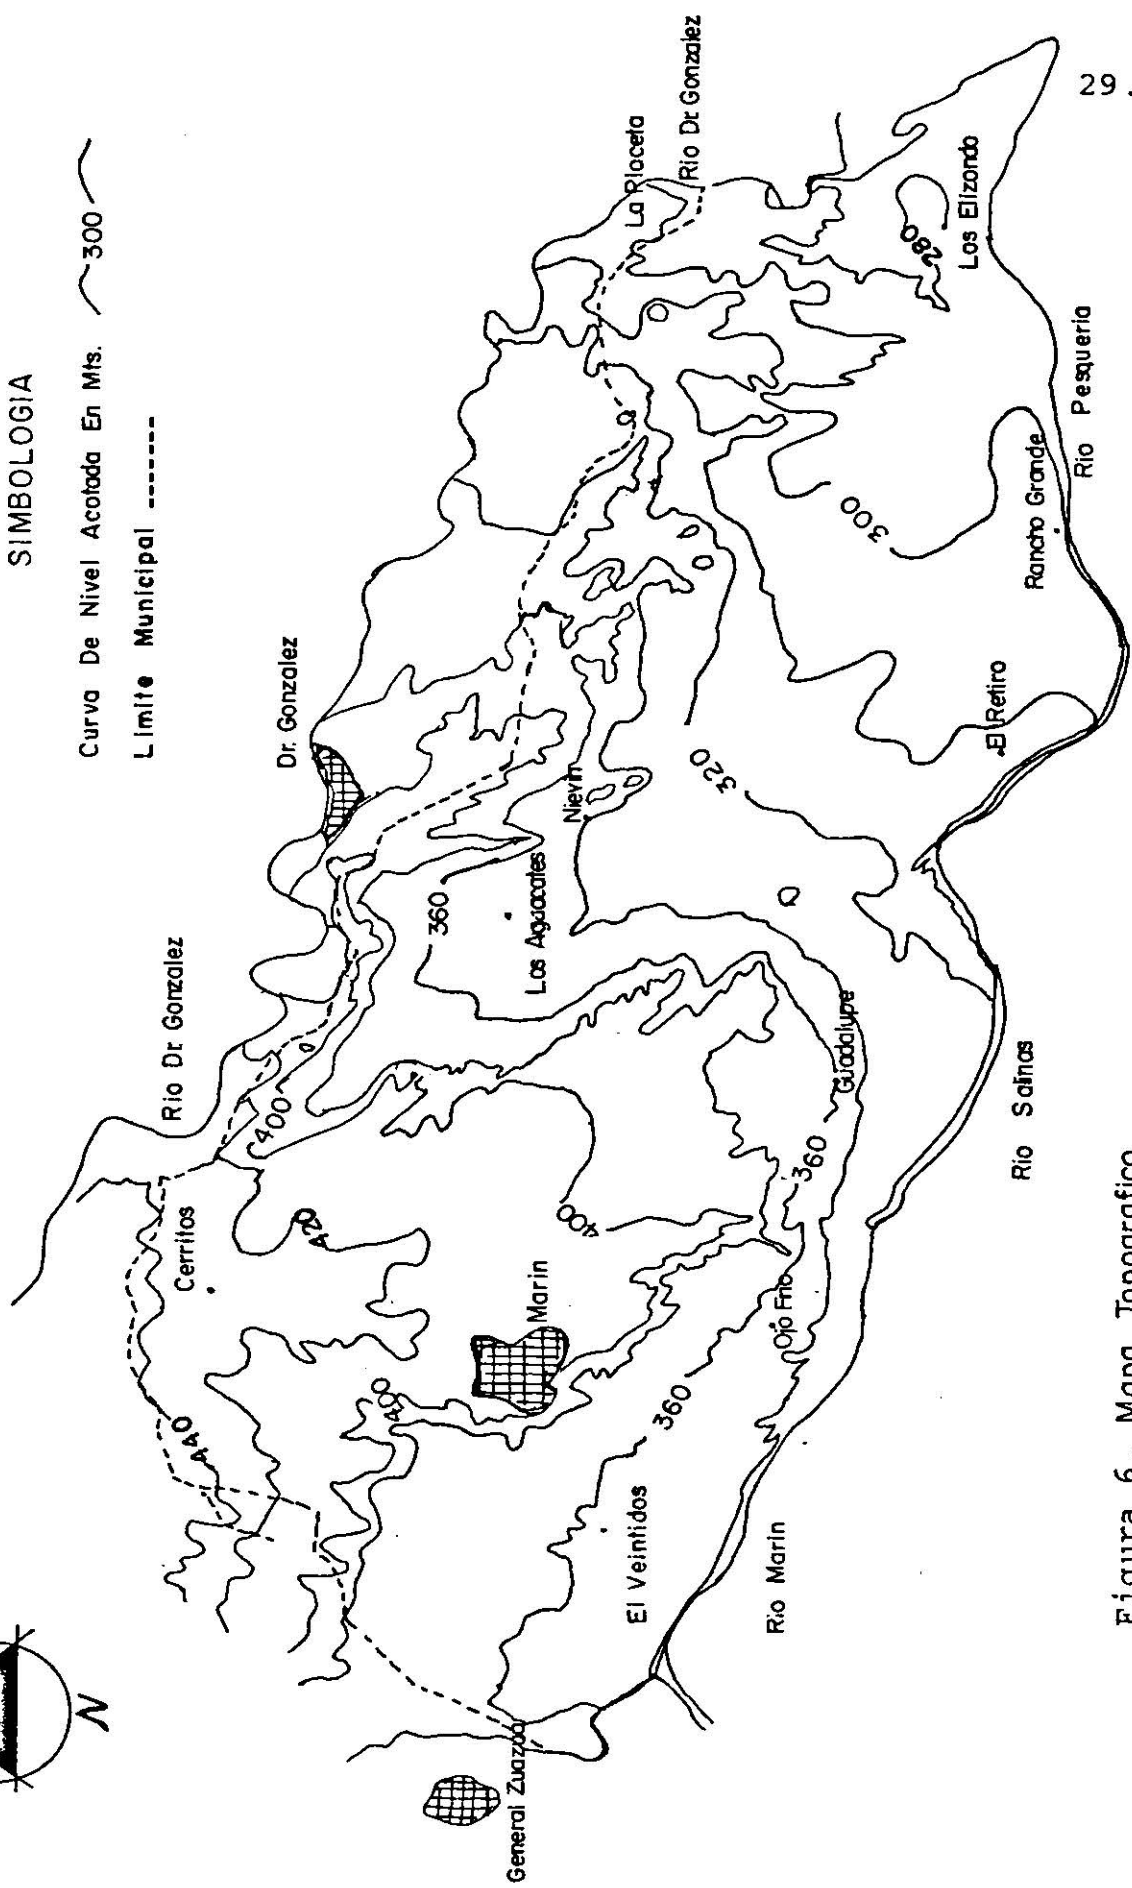 29.
SIMBOLOGIA
Curva De Nivel Acotada En Mts. 300
Limite Municipal
N
Rio Dr. Gonzalez
Dr. Gonzalez
La Placeta
Rio Dr. Gonzalez
Cerritos
440
420
400
400
400
360
Los Aguacates
Nievin
Marin
General Zuazua
El Veintidos
360
Ojo Frio
360
Guadalupe
320
300
280
Los Elizondo
El Retiro
Rancho Grande
Rio Pesqueria
Rio Salinas
Rio Marin
Figura 6 Mapa Topografico